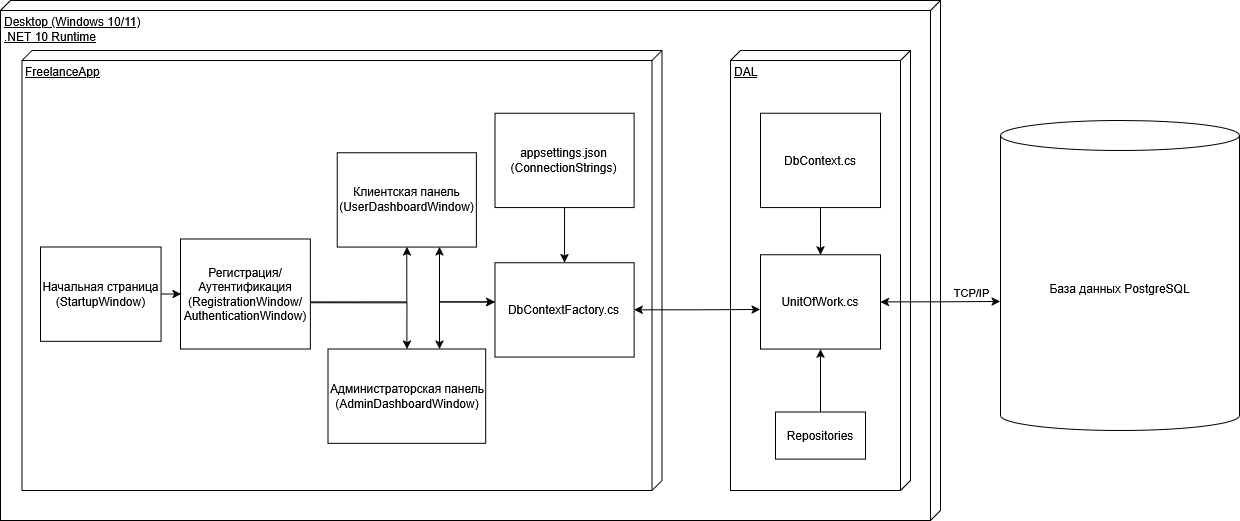 Desktop (Windows 10/11)
.NET 10 Runtime
FreelanceApp
Начальная страница
(StartupWindow)
Регистрация/
Аутентификация
(RegistrationWindow/
AuthenticationWindow)
Клиентская панель
(UserDashboardWindow)
Администраторская панель
(AdminDashboardWindow)
appsettings.json
(ConnectionStrings)
DbContextFactory.cs
DAL
DbContext.cs
UnitOfWork.cs
Repositories
TCP/IP
База данных PostgreSQL